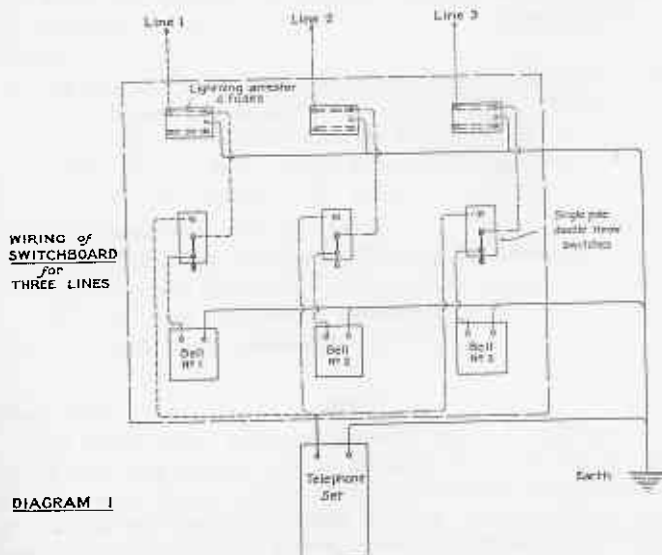 Line 1
Line 2
Line 3
Lightning arrester
& fuses
WIRING of
SWITCHBOARD
for
THREE LINES
Single pole
double throw
switches
Bell
Nº 1
Bell
Nº 2
Bell
Nº 3
Telephone
Set
Earth
DIAGRAM 1